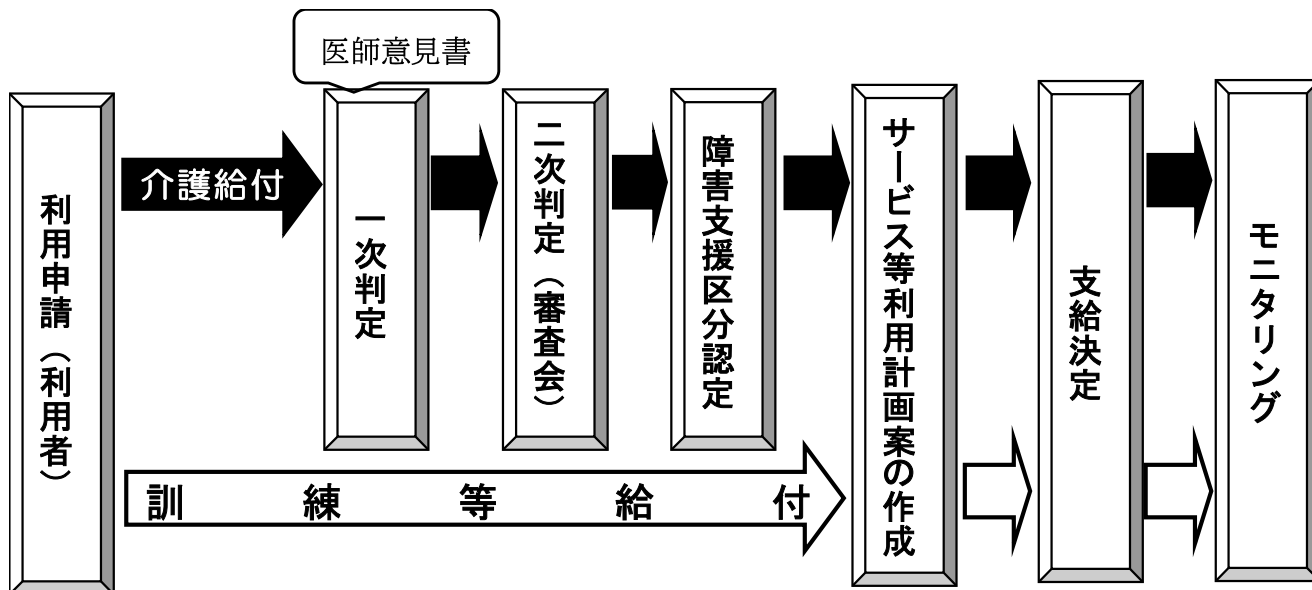 医師意見書
利用申請（利用者）
介護給付
一次判定
二次判定（審査会）
障害支援区分認定
サービス等利用計画案の作成
支給決定
モニタリング
訓練等給付